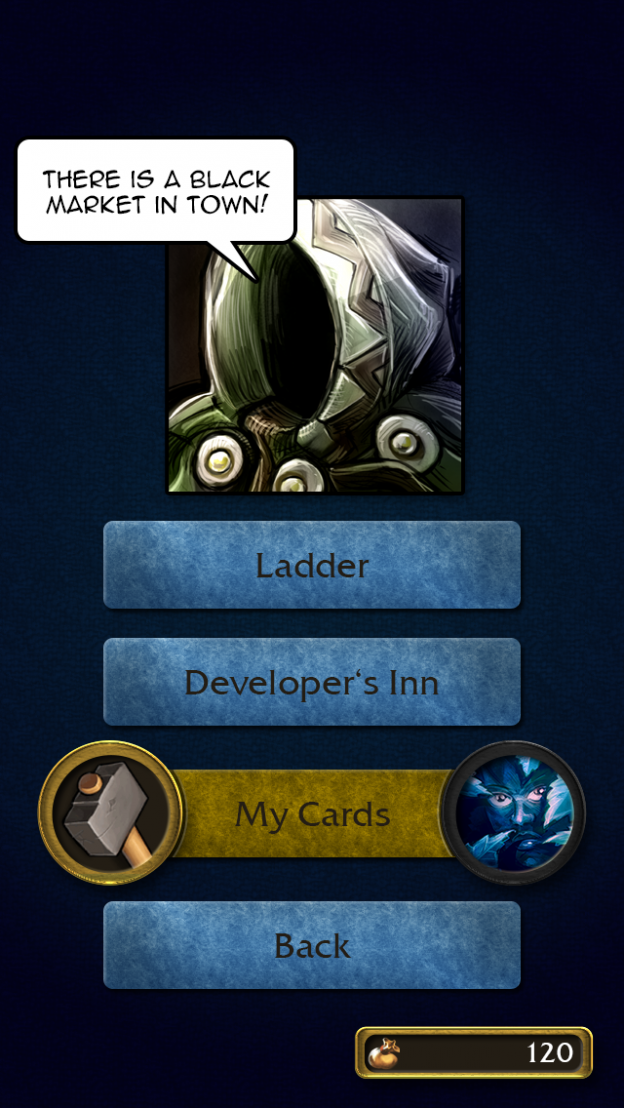 THERE IS A BLACK
MARKET IN TOWN!
Ladder
Developer‘s Inn
My Cards
Back
120